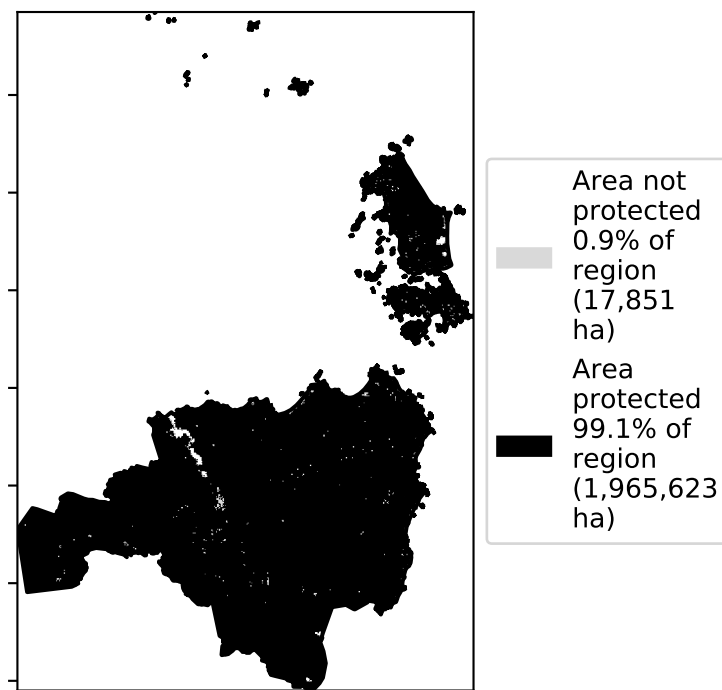 Area not
protected
0.9% of
region
(17,851
ha)
Area
protected
99.1% of
region
(1,965,623
ha)